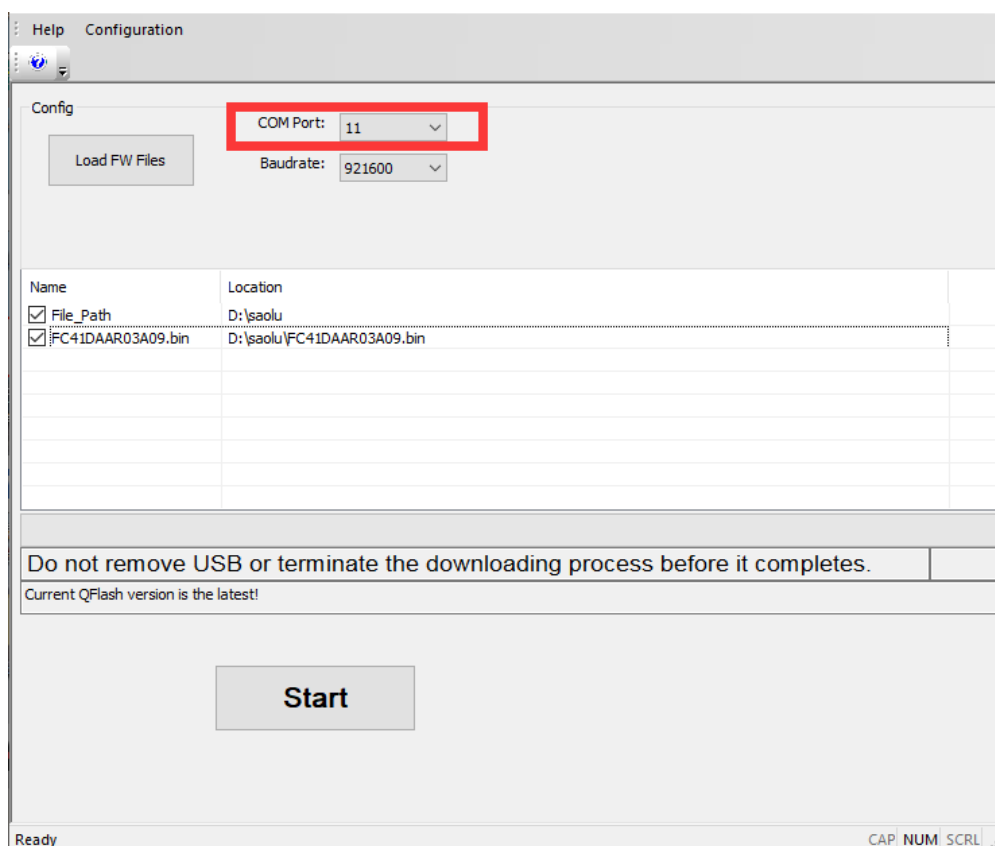 Help Configuration
Config
COM Port: 11
Load FW Files
Baudrate: 921600
Name Location
File_Path D:\saolu
FC41DAAR03A09.bin D:\saolu\FC41DAAR03A09.bin
Do not remove USB or terminate the downloading process before it completes.
Current QFlash version is the latest!
Start
Ready CAP NUM SCRL